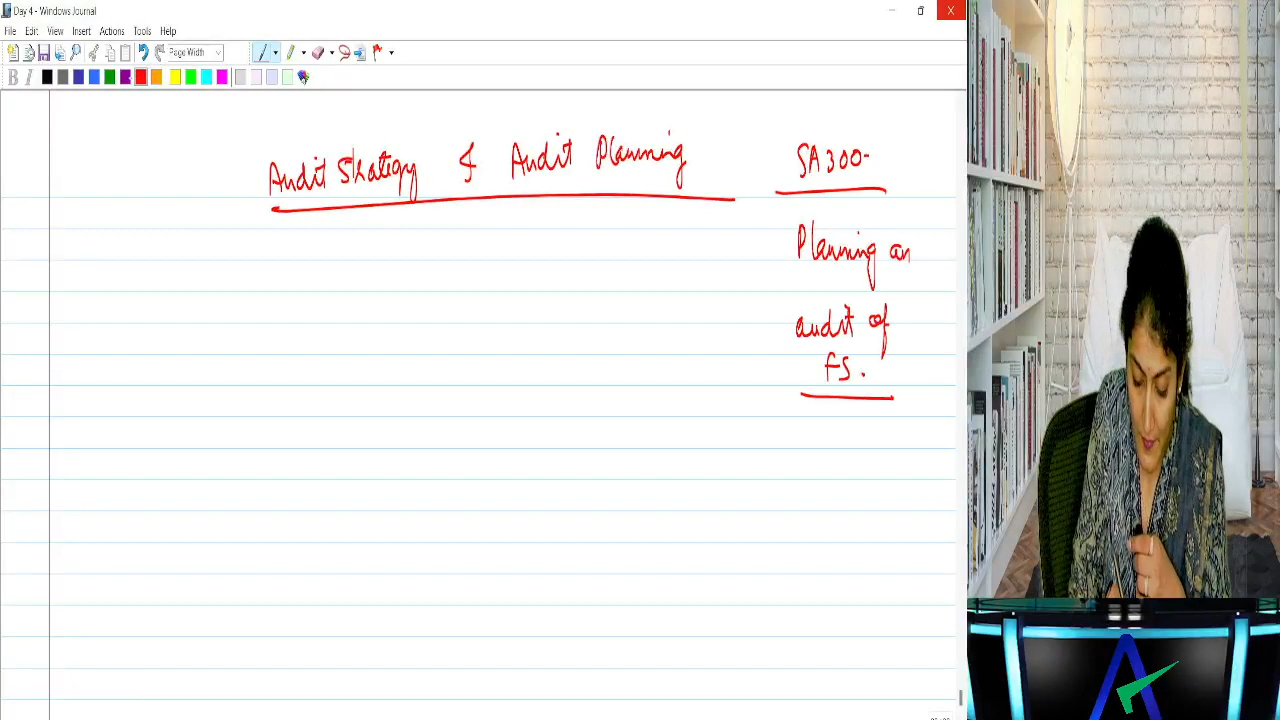 Day 4 - Windows Journal
File Edit View Insert Actions Tools Help
Page Width
B I
Audit Strategy & Audit Planning SA 300-
Planning an
audit of
FS.